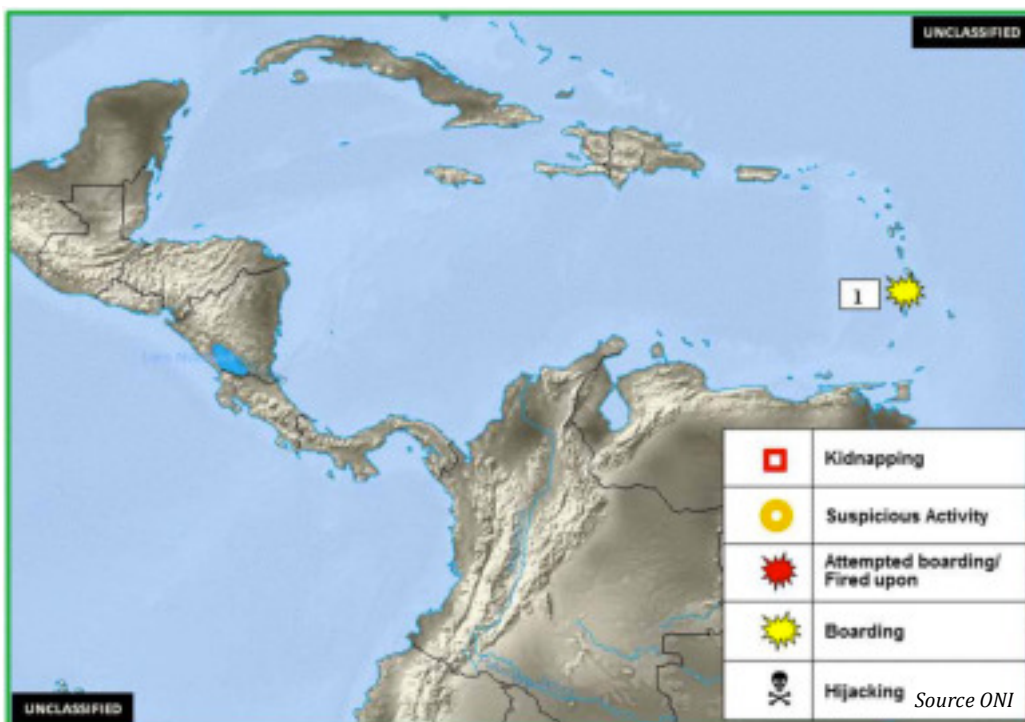 UNCLASSIFIED
1
Kidnapping
Suspicious Activity
Attempted boarding/
Fired upon
Boarding
Hijacking
Source ONI
UNCLASSIFIED